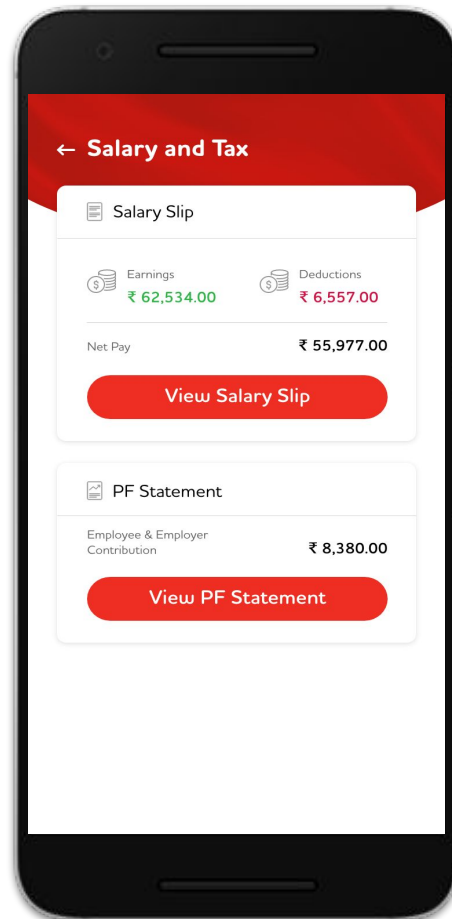 ← Salary and Tax
Salary Slip
Earnings
₹ 62,534.00
Deductions
₹ 6,557.00
Net Pay
₹ 55,977.00
View Salary Slip
PF Statement
Employee & Employer
Contribution
₹ 8,380.00
View PF Statement